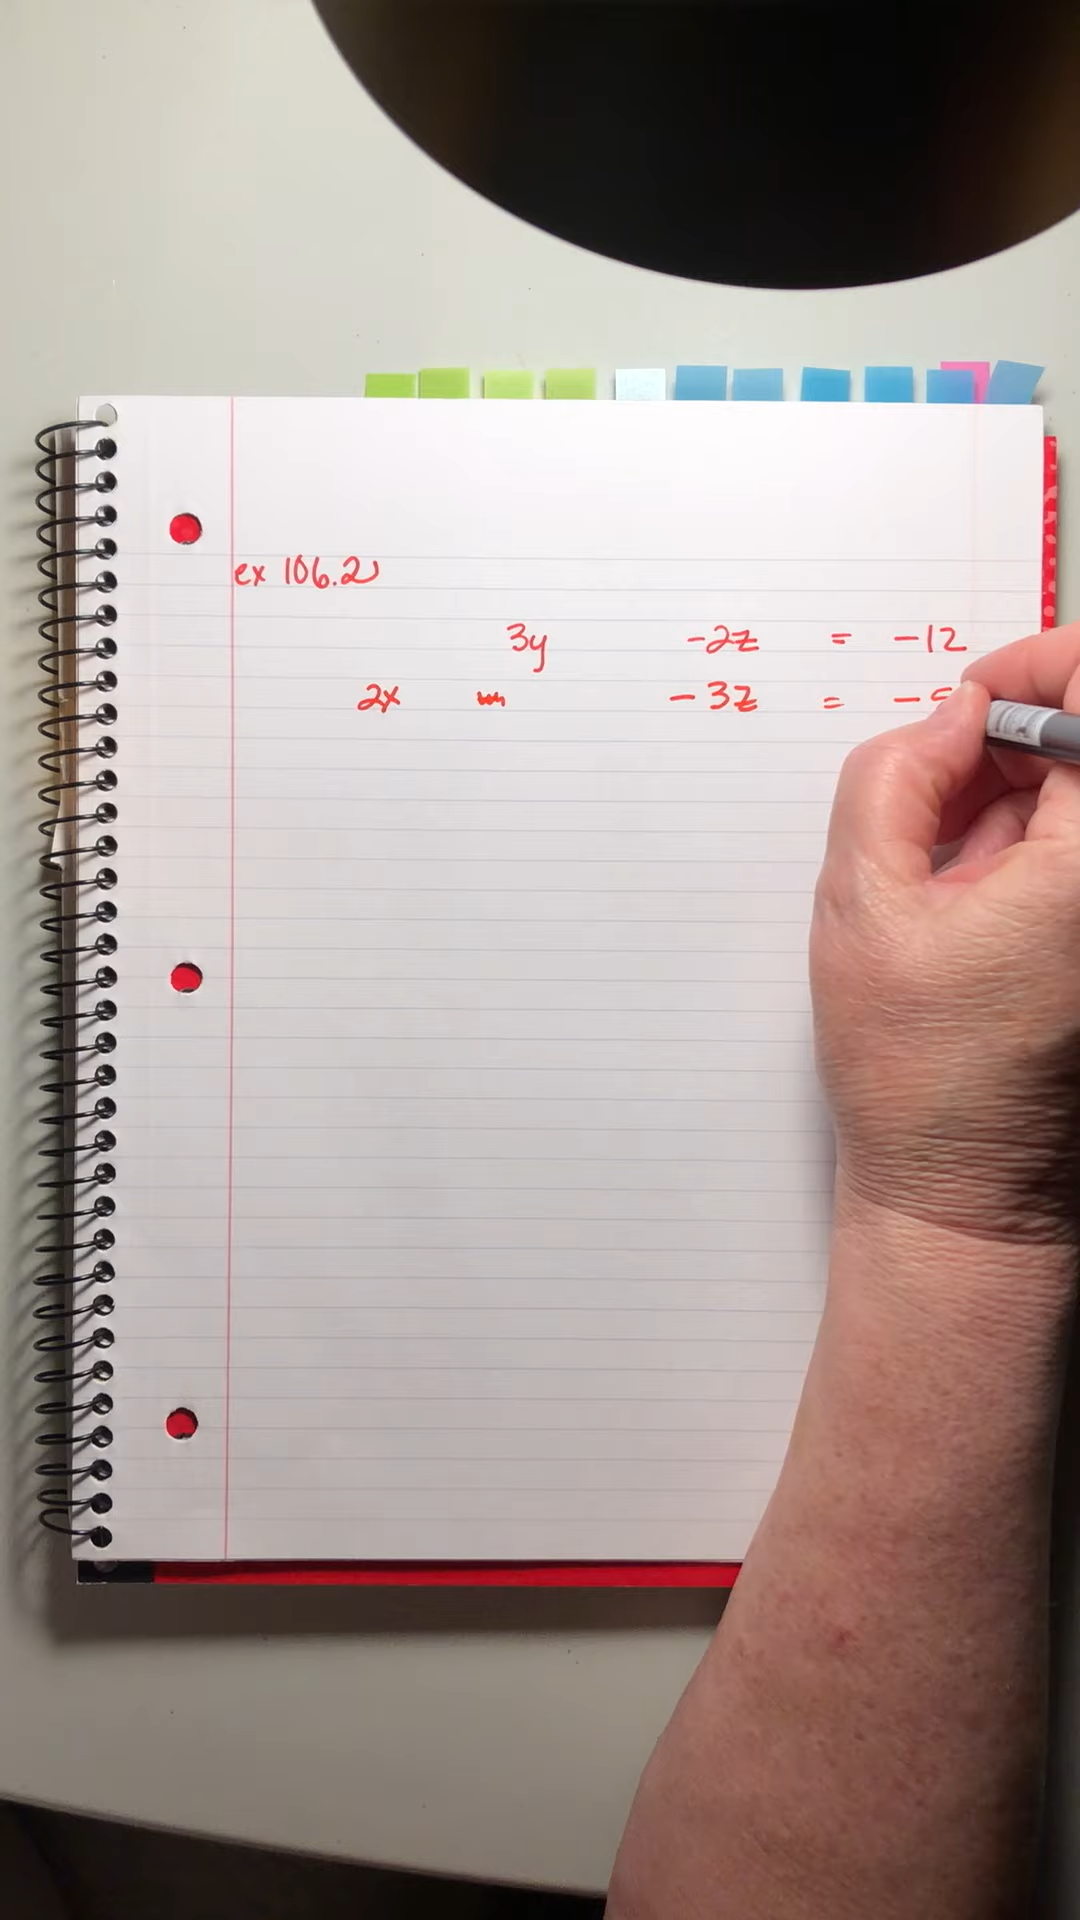 ex 106.2
3y -2z = -12
2x - 3z = -